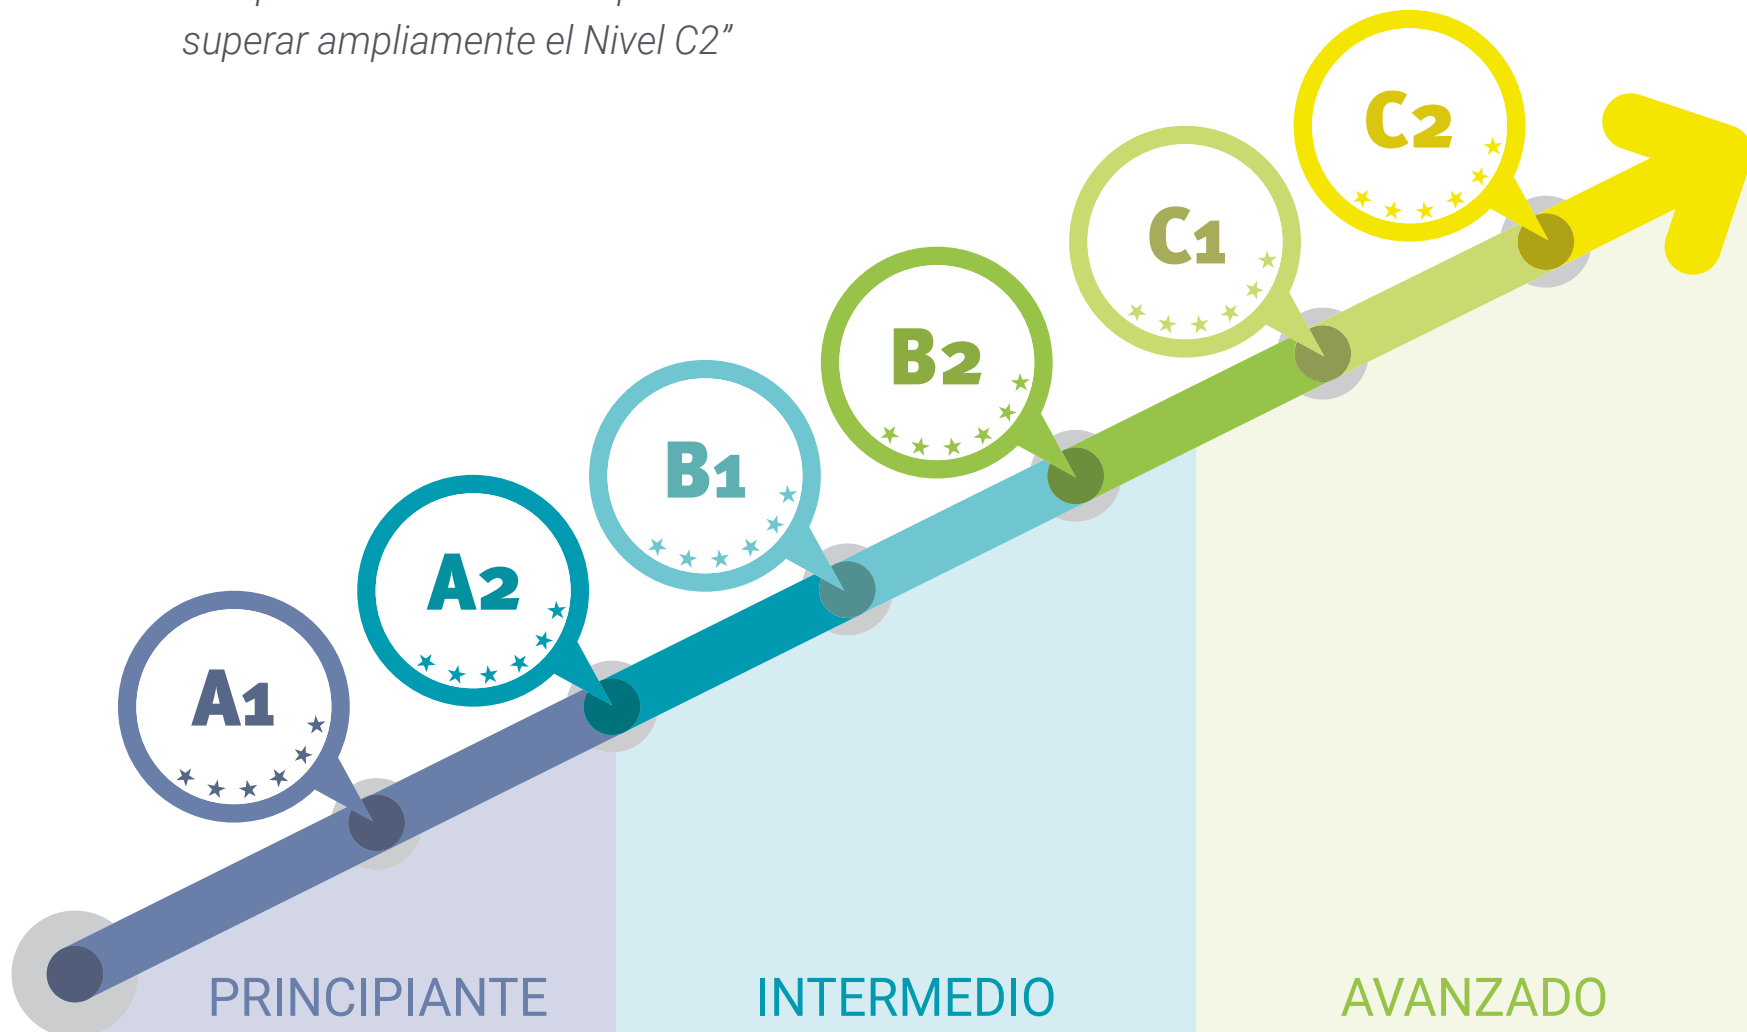 superar ampliamente el Nivel C2”
C2
C1
B2
B1
A2
A1
PRINCIPIANTE
INTERMEDIO
AVANZADO